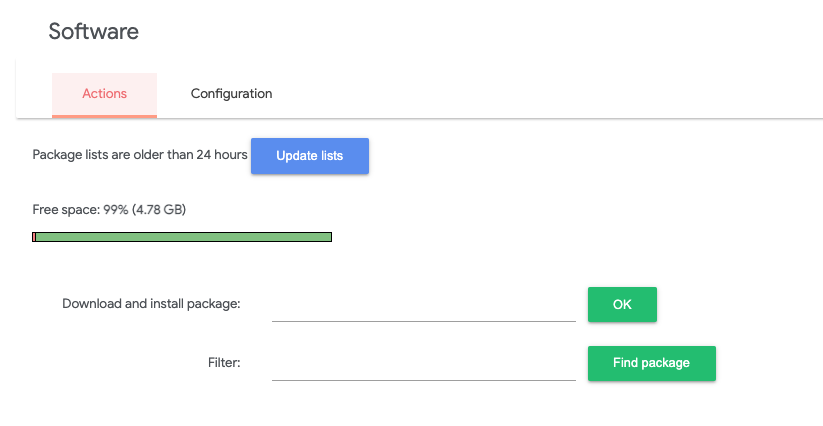 Software
Actions Configuration
Package lists are older than 24 hours Update lists
Free space: 99% (4.78 GB)
Download and install package: OK
Filter: Find package